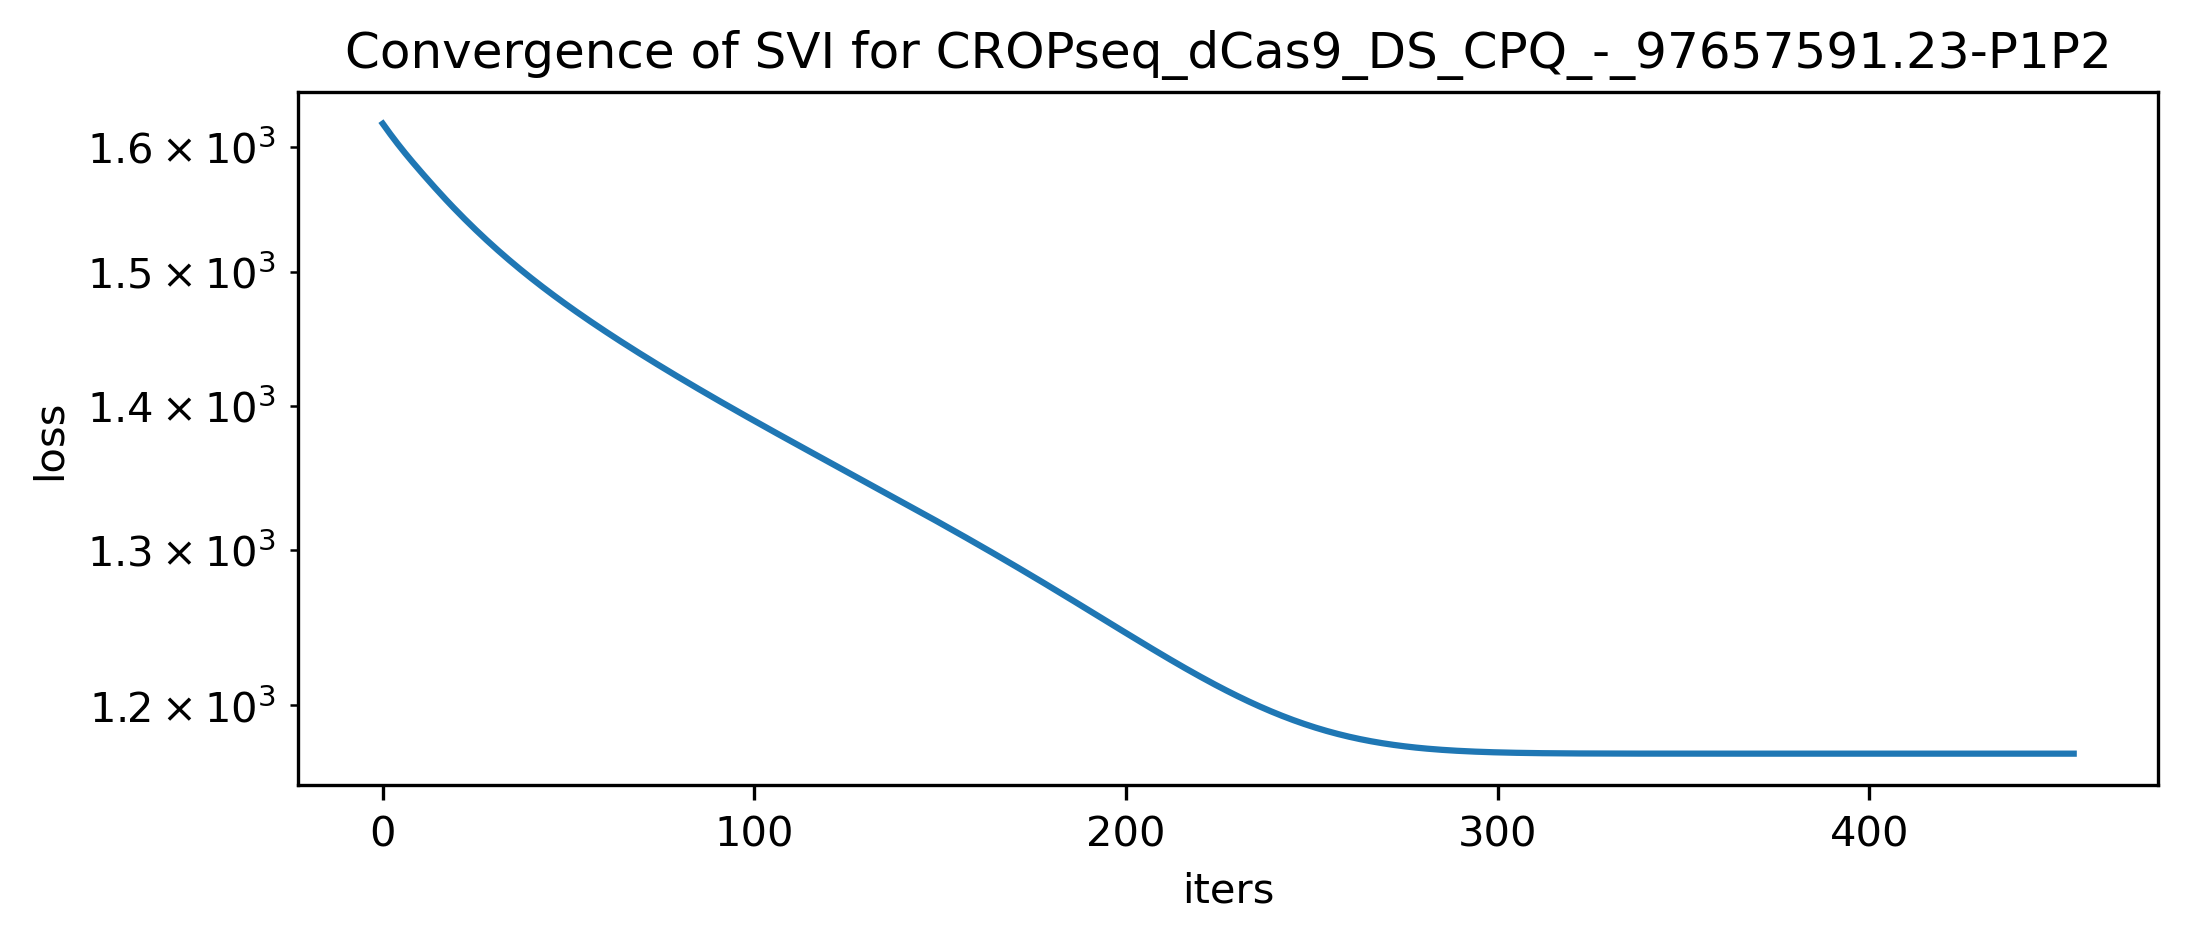 Convergence of SVI for CROPseq_dCas9_DS_CPQ_-_97657591.23-P1P2
1.6 × 10³
1.5 × 10³
1.4 × 10³
1.3 × 10³
1.2 × 10³
loss
0 100 200 300 400
iters